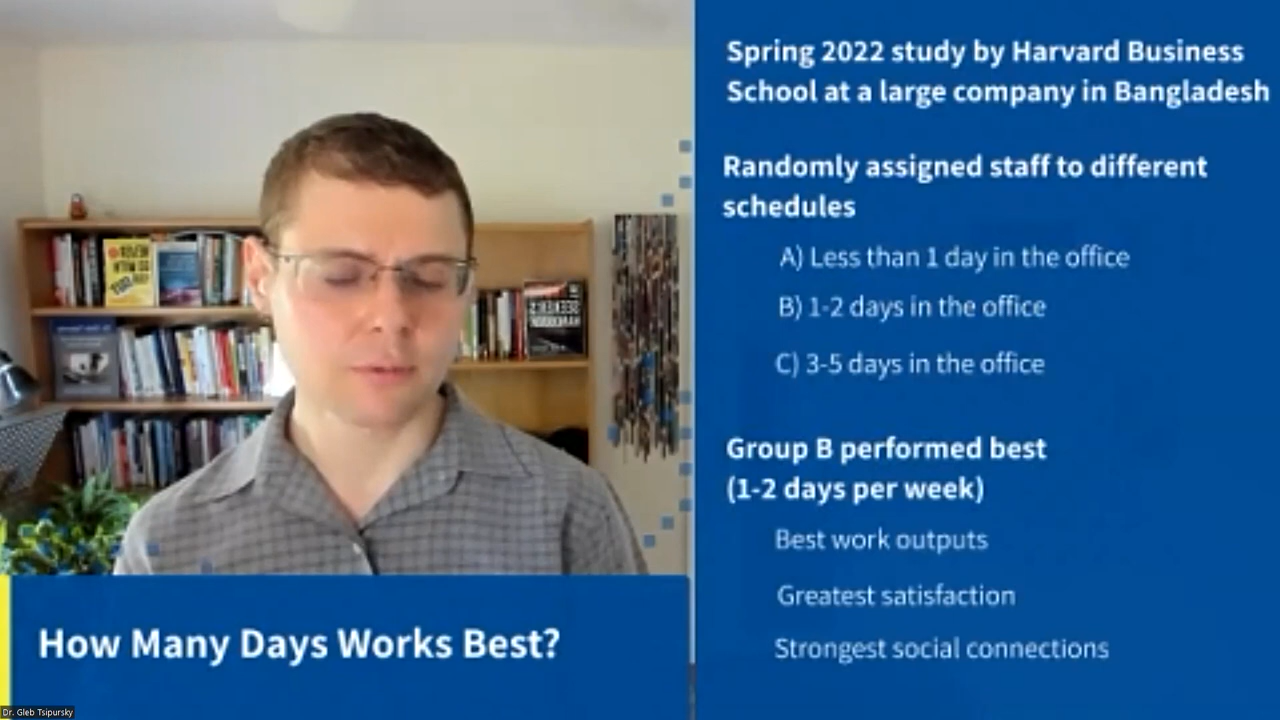 Spring 2022 study by Harvard Business
School at a large company in Bangladesh
Randomly assigned staff to different
schedules
A) Less than 1 day in the office
B) 1-2 days in the office
C) 3-5 days in the office
Group B performed best
(1-2 days per week)
Best work outputs
Greatest satisfaction
Strongest social connections
How Many Days Works Best?
Dr. Gleb Tsipursky